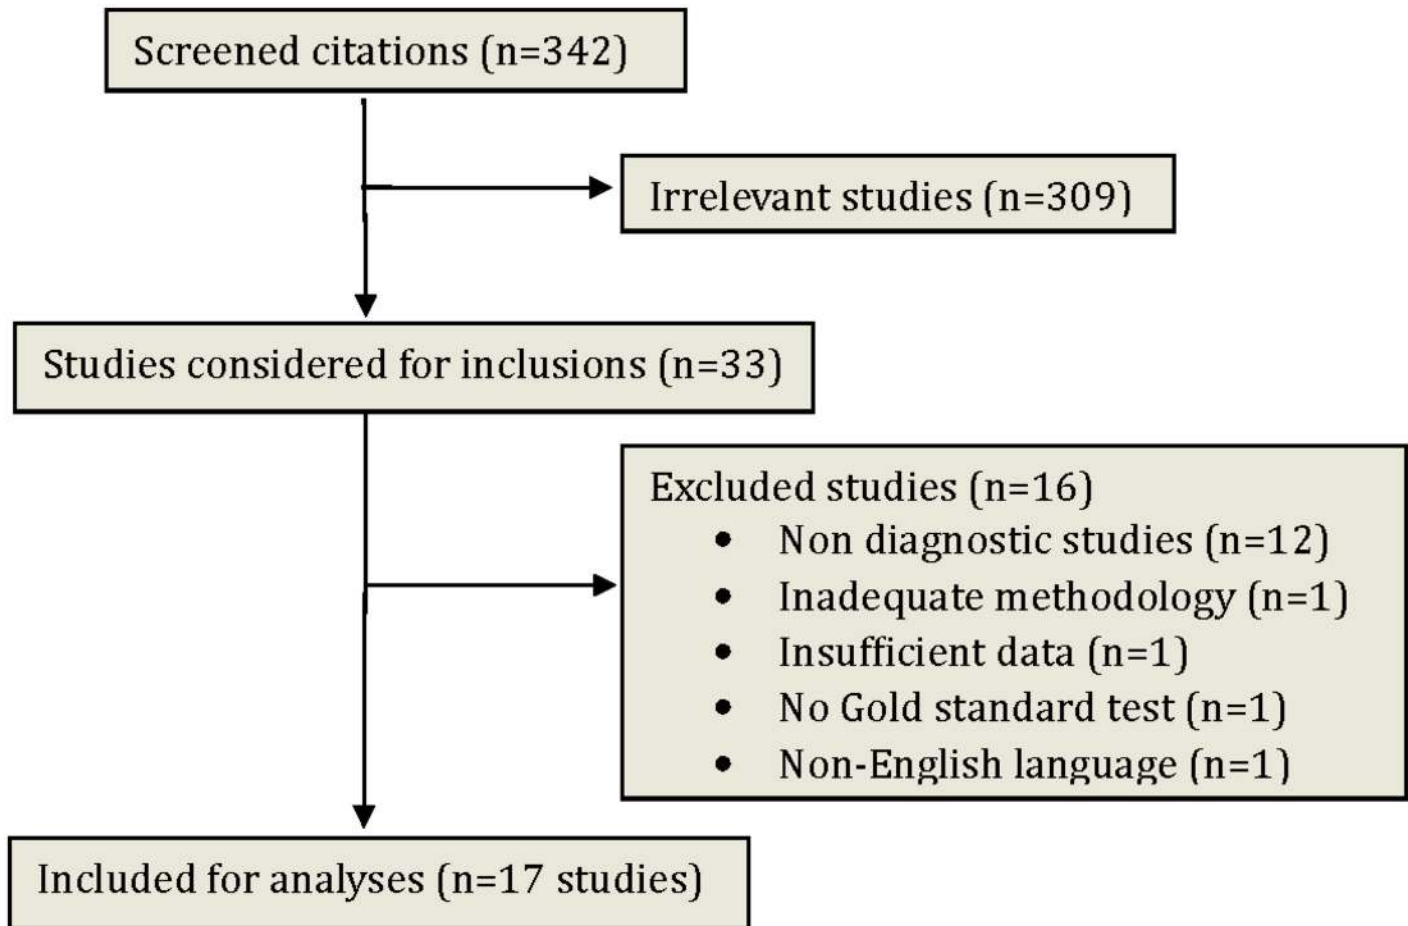 Screened citations (n=342)
Irrelevant studies (n=309)
Studies considered for inclusions (n=33)
Excluded studies (n=16)
• Non diagnostic studies (n=12)
• Inadequate methodology (n=1)
• Insufficient data (n=1)
• No Gold standard test (n=1)
• Non-English language (n=1)
Included for analyses (n=17 studies)